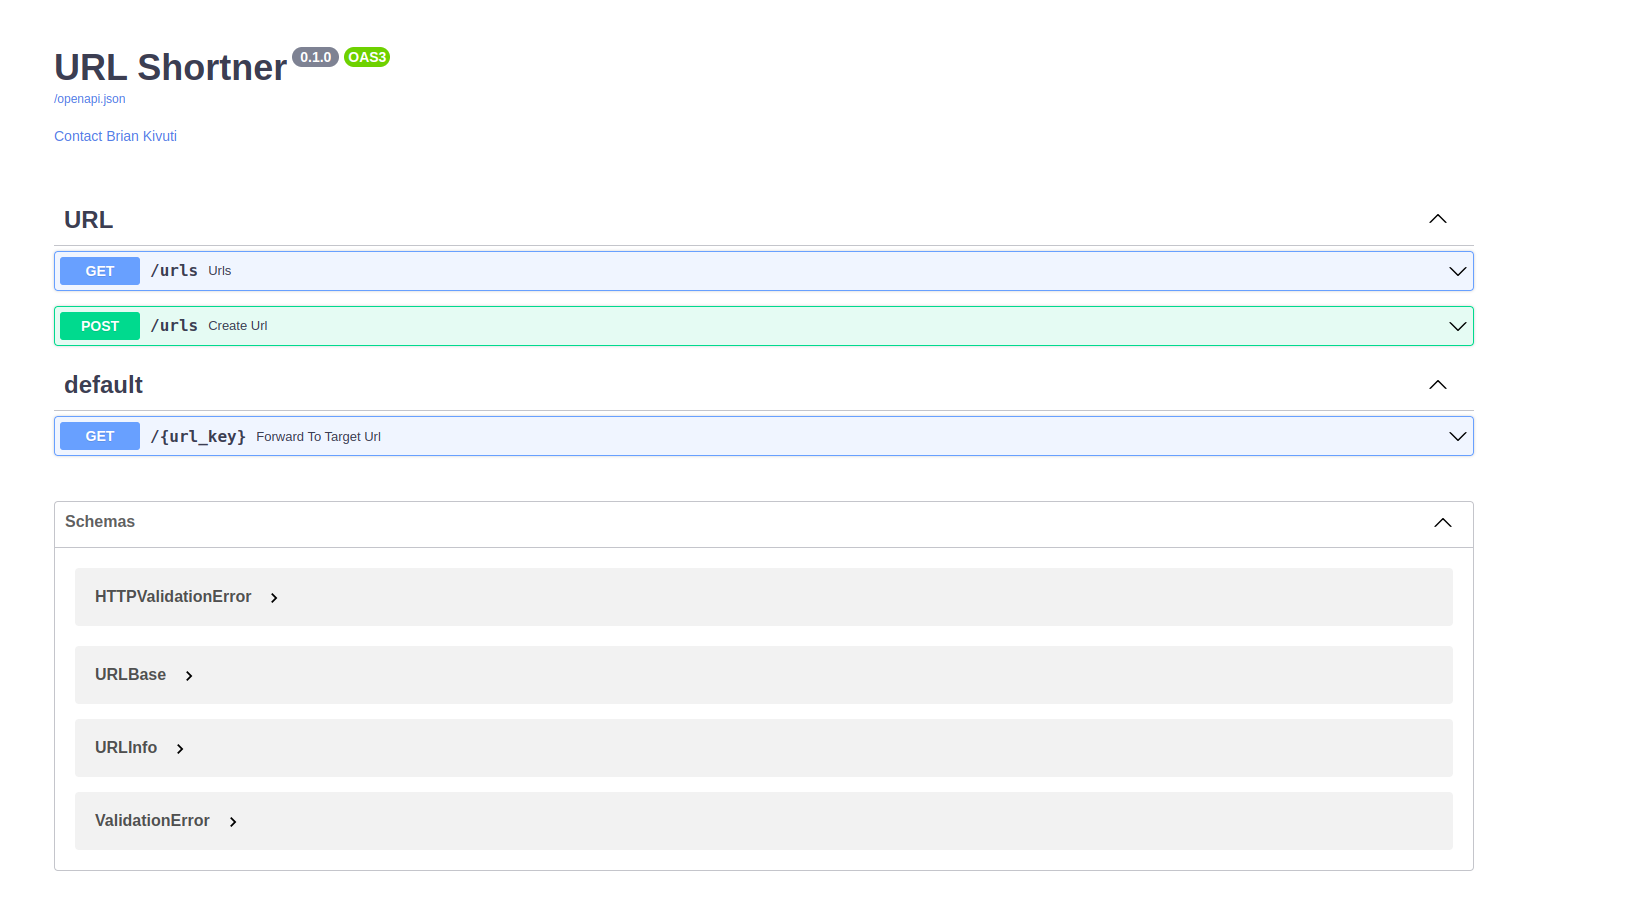 URL Shortner 0.1.0 OAS3
/openapi.json
Contact Brian Kivuti
URL
GET /urls Urls
POST /urls Create Url
default
GET /{url_key} Forward To Target Url
Schemas
HTTPValidationError
URLBase
URLInfo
ValidationError